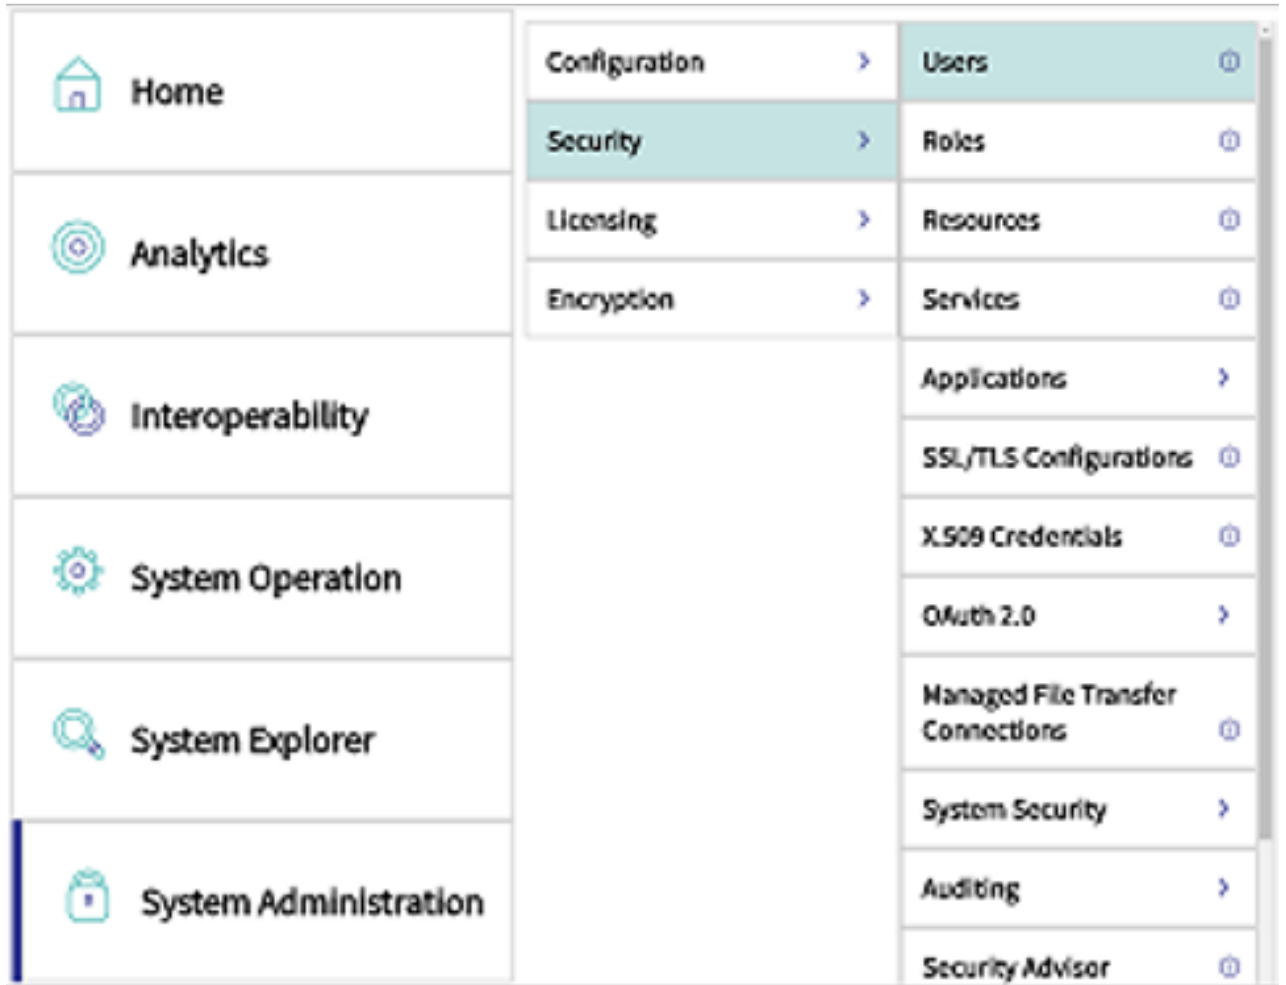 Home
Analytics
Interoperability
System Operation
System Explorer
System Administration
Configuration
Security
Licensing
Encryption
Users
Roles
Resources
Services
Applications
SSL/TLS Configurations
X.509 Credentials
OAuth 2.0
Managed File Transfer
Connections
System Security
Auditing
Security Advisor